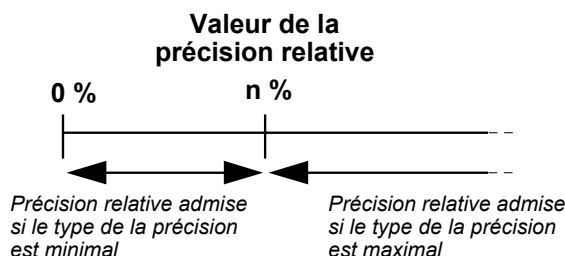 Valeur de la
précision relative
0 %
n %
Précision relative admise
si le type de la précision
est minimal
Précision relative admise
si le type de la précision
est maximal